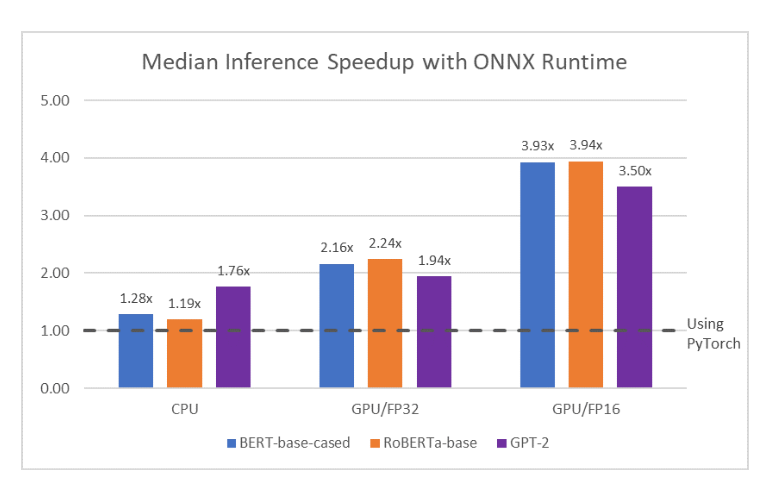 Median Inference Speedup with ONNX Runtime
5.00
4.00
3.00
2.00
1.00
0.00
1.28x
1.19x
1.76x
2.16x
2.24x
1.94x
3.93x
3.94x
3.50x
Using
PyTorch
CPU
GPU/FP32
GPU/FP16
BERT-base-cased
RoBERTa-base
GPT-2